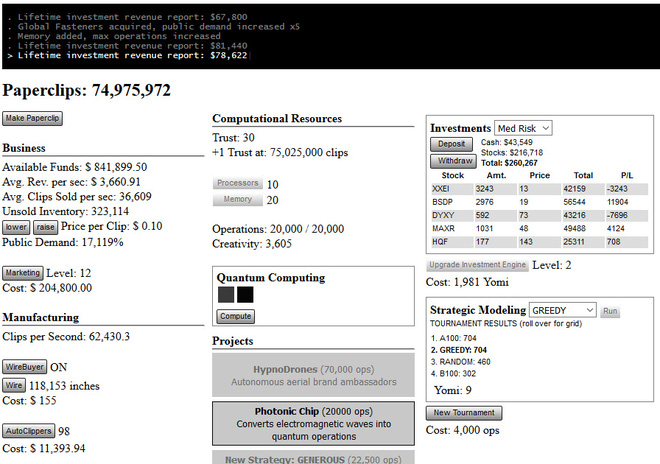 . Lifetime investment revenue report: $67,800
. Global Fasteners acquired, public demand increased x5
. Memory added, max operations increased
. Lifetime investment revenue report: $81,440
> Lifetime investment revenue report: $78,622
Paperclips: 74,975,972
Make Paperclip
Business
Available Funds: $ 841,899.50
Avg. Rev. per sec: $ 3,660.91
Avg. Clips Sold per sec: 36,609
Unsold Inventory: 323,114
lower raise Price per Clip: $ 0.10
Public Demand: 17,119%
Marketing Level: 12
Cost: $ 204,800.00
Manufacturing
Clips per Second: 62,430.3
WireBuyer ON
Wire 118,153 inches
Cost: $ 155
AutoClippers 98
Cost: $ 11,393.94
Computational Resources
Trust: 30
+1 Trust at: 75,025,000 clips
Processors 10
Memory 20
Operations: 20,000 / 20,000
Creativity: 3,605
Quantum Computing
Compute
Projects
HypnoDrones (70,000 ops)
Autonomous aerial brand ambassadors
Photonic Chip (20000 ops)
Converts electromagnetic waves into
quantum operations
New Strategy: GENEROUS (22,500 ops)
Investments Med Risk
Deposit Cash: $43,549
Stocks: $216,718
Withdraw Total: $260,267
Stock Amt. Price Total P/L
XXEI 3243 13 42159 -3243
BSDP 2976 19 56544 11904
DYXY 592 73 43216 -7696
MAXR 1031 48 49488 4124
HQF 177 143 25311 708
Upgrade Investment Engine Level: 2
Cost: 1,981 Yomi
Strategic Modeling GREEDY Run
TOURNAMENT RESULTS (roll over for grid)
1. A100: 704
2. GREEDY: 704
3. RANDOM: 460
4. B100: 302
Yomi: 9
New Tournament
Cost: 4,000 ops